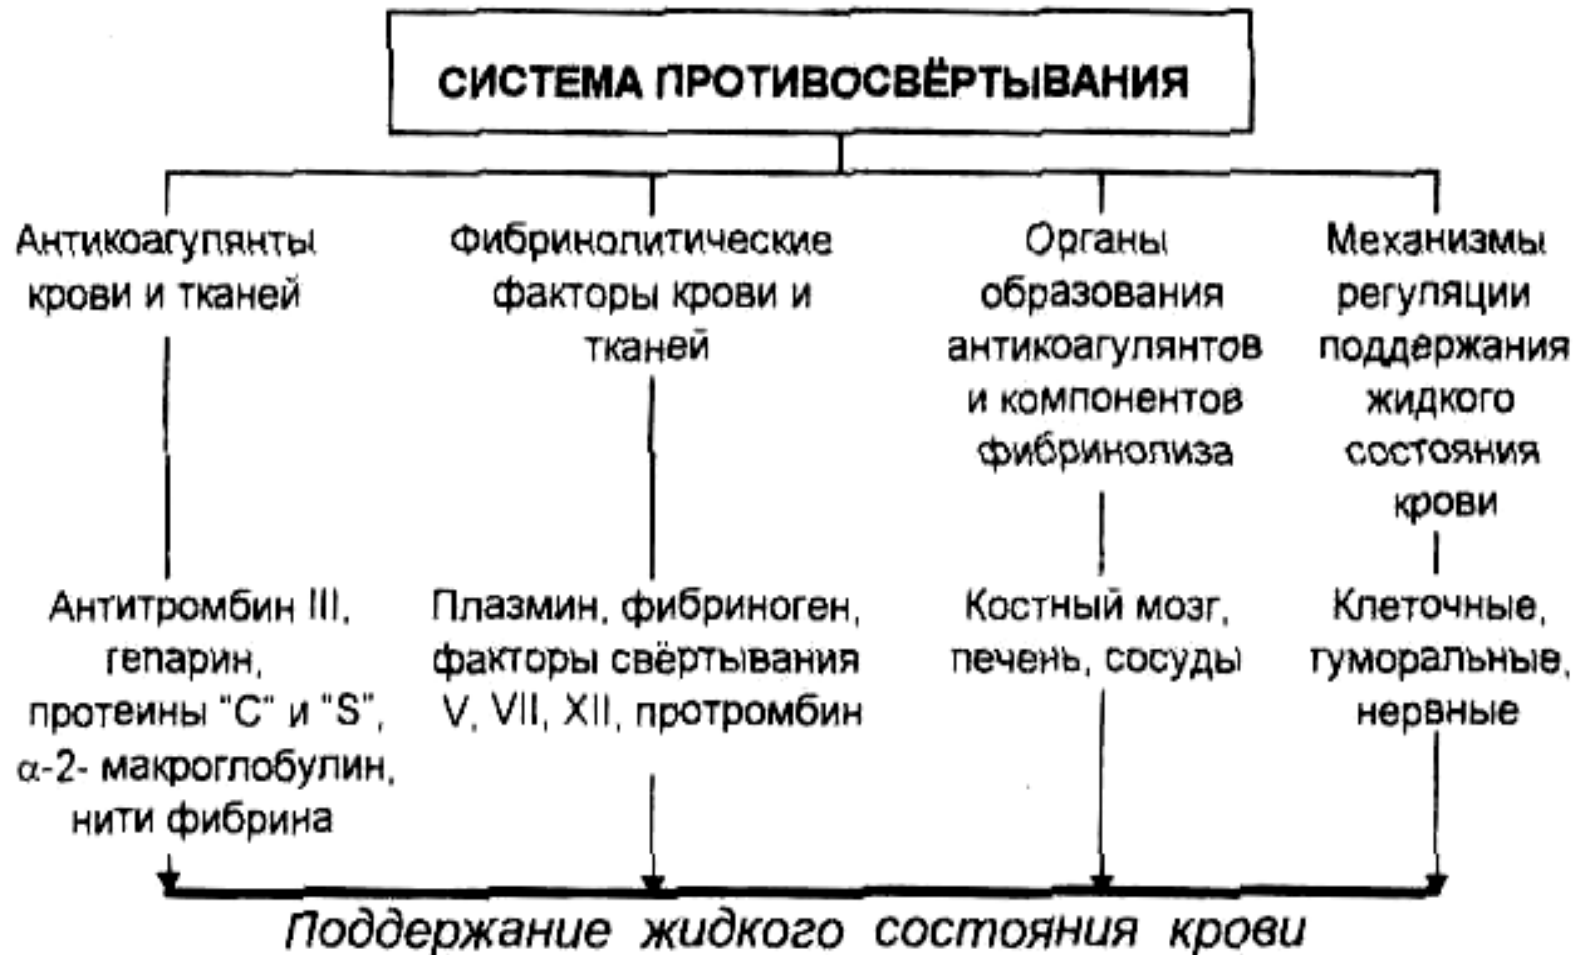 СИСТЕМА ПРОТИВОСВЁРТЫВАНИЯ
Антикоагулянты
крови и тканей
Фибринолитические
факторы крови и
тканей
Органы
образования
антикоагулянтов
и компонентов
фибринолиза
Механизмы
регуляции
поддержания
жидкого
состояния
крови
Антитромбин III,
гепарин,
протеины "C" и "S",
α-2- макроглобулин,
нити фибрина
Плазмин, фибриноген,
факторы свёртывания
V, VII, XII, протромбин
Костный мозг,
печень, сосуды
Клеточные,
гуморальные,
нервные
Поддержание жидкого состояния крови